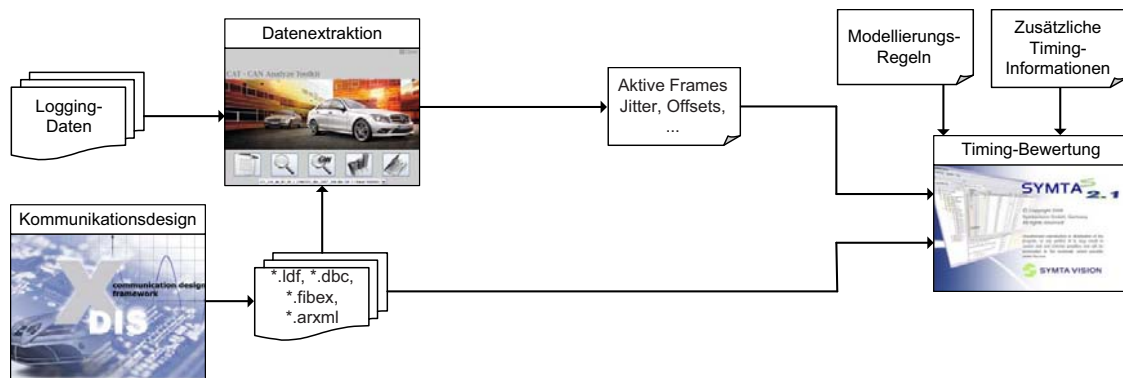 Datenextraktion
CAT - CAN Analyze Toolkit
Logging-
Daten
Aktive Frames
Jitter, Offsets,
...
Modellierungs-
Regeln
Zusätzliche
Timing-
Informationen
Timing-Bewertung
SYMTA S
2.1
SYMTA VISION
Kommunikationsdesign
X
communication design
framework
DIS
*.ldf, *.dbc,
*.fibex,
*.arxml